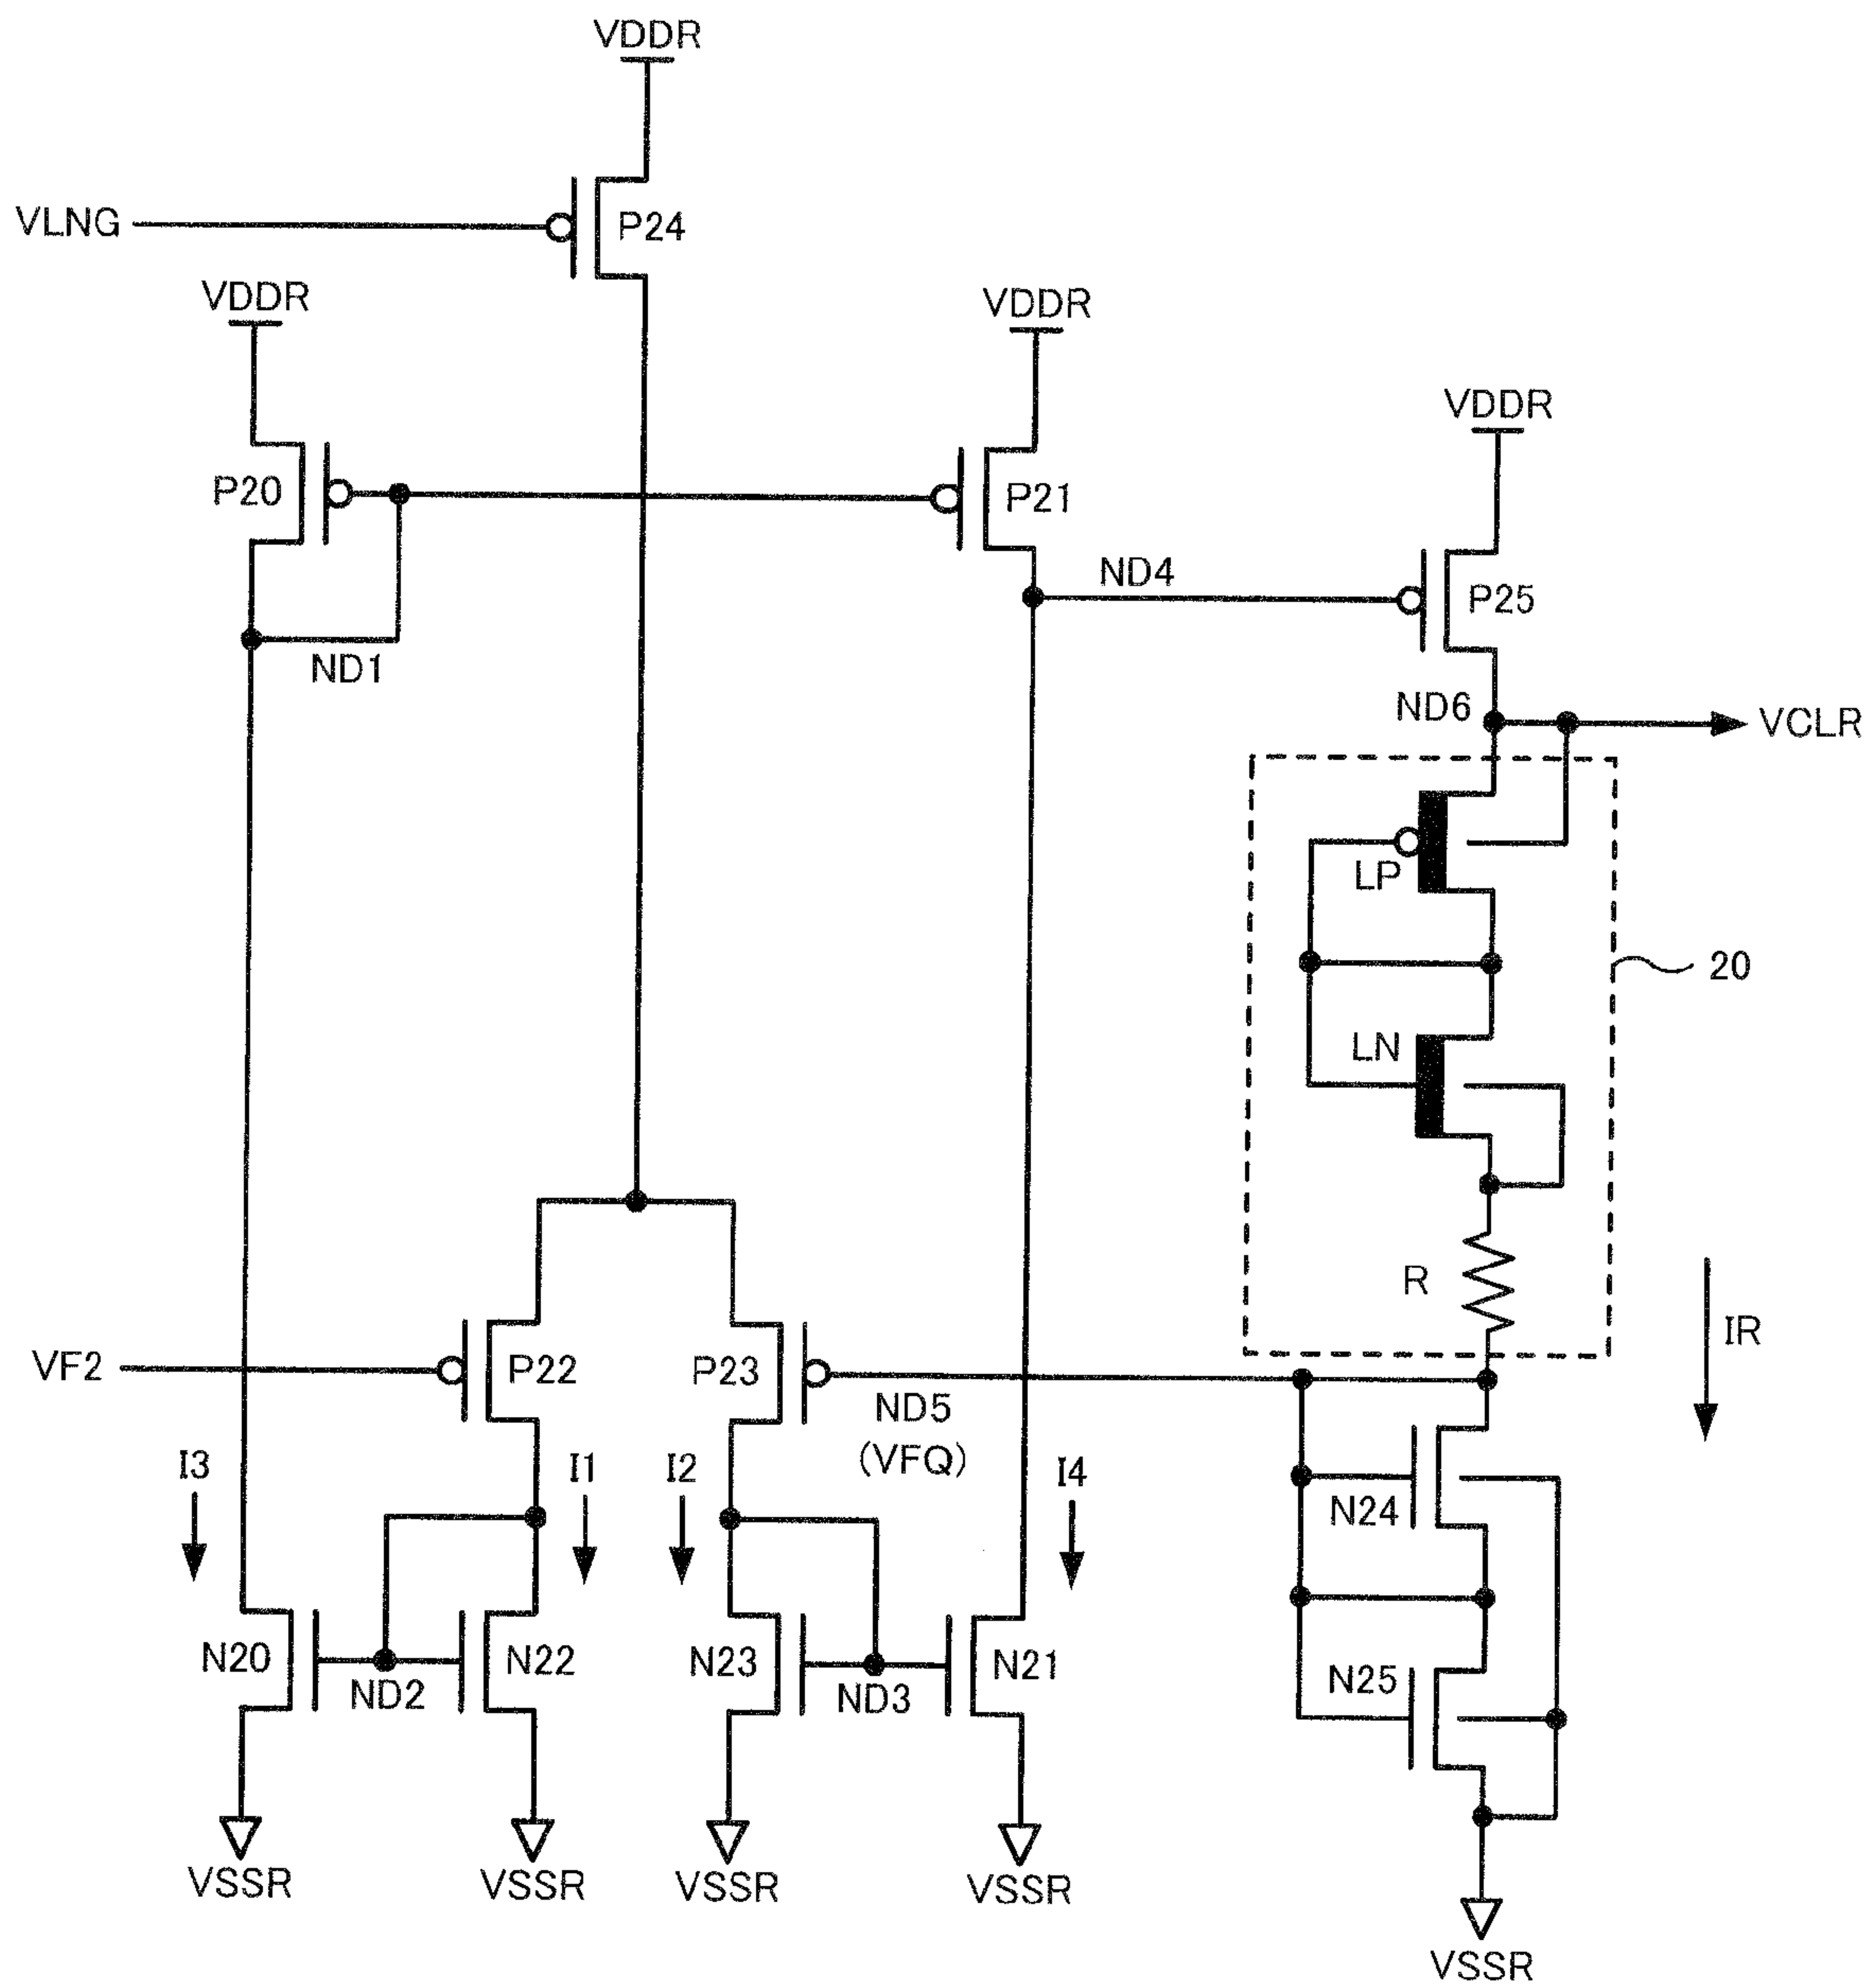 VDDR
VLNG
P24
VDDR
VDDR
VDDR
P20
P21
ND4
P25
ND1
ND6
VCLR
LP
20
LN
R
IR
VF2
P22
P23
ND5
(VFQ)
I3
I1
I2
I4
N24
N20
N22
N23
N21
N25
ND2
ND3
VSSR
VSSR
VSSR
VSSR
VSSR